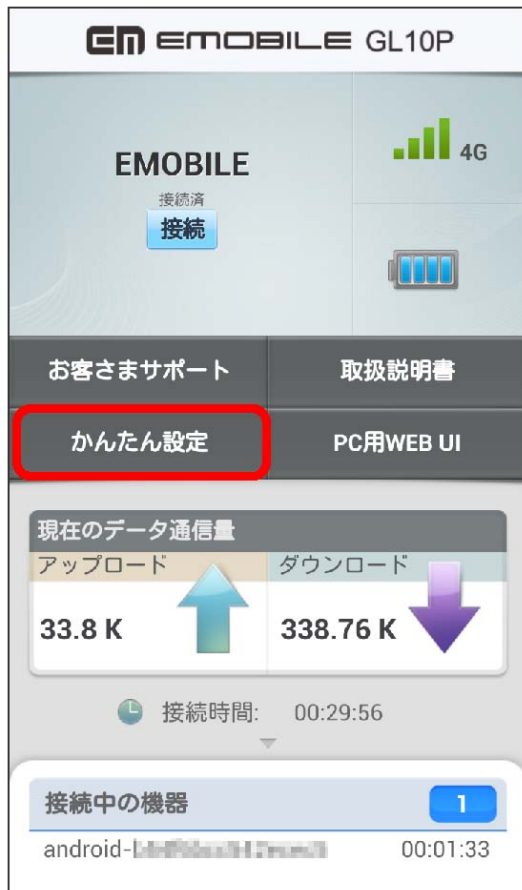 EM EMOBILE GL10P
EMOBILE
4G
接続済
接続
お客さまサポート 取扱説明書
かんたん設定 PC用WEB UI
現在のデータ通信量
アップロード ダウンロード
33.8 K 338.76 K
接続時間: 00:29:56
接続中の機器 1
android- 00:01:33